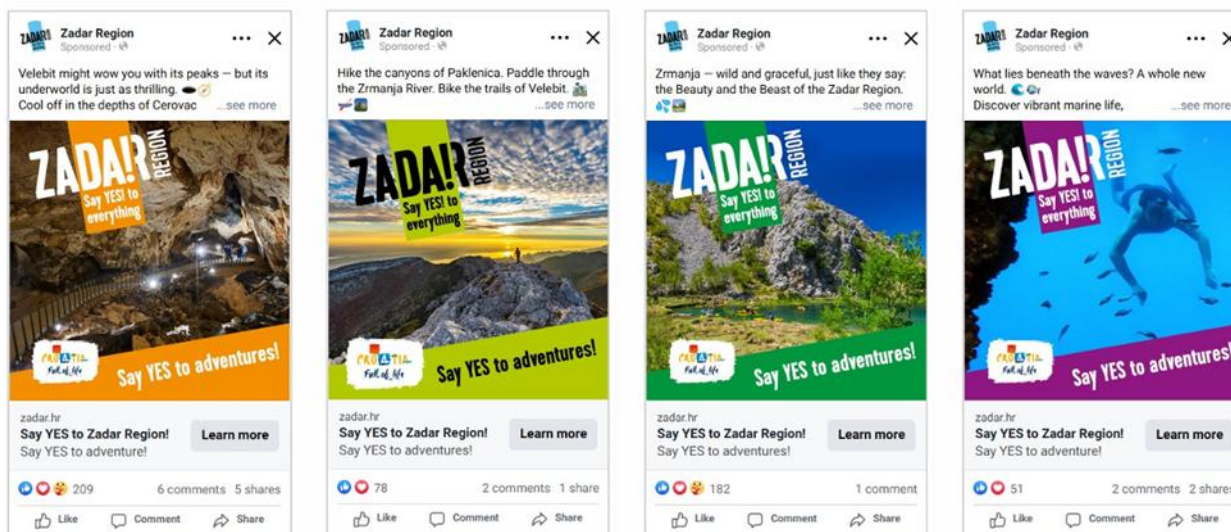 Zadar Region
Sponsored
Velebit might wow you with its peaks — but its
underworld is just as thrilling.
Cool off in the depths of Cerovac ...see more
ZADA!R
REGION
Say YES! to
everything
CROATIA
Full of life
Say YES to adventures!
zadar.hr
Say YES to Zadar Region!
Say YES to adventure!
Learn more
209
6 comments 5 shares
Like Comment Share
Zadar Region
Sponsored
Hike the canyons of Paklenica. Paddle through
the Zrmanja River. Bike the trails of Velebit.
...see more
ZADA!R
REGION
Say YES! to
everything
CROATIA
Full of life
Say YES to adventures!
zadar.hr
Say YES to Zadar Region!
Say YES to adventures!
Learn more
78
2 comments 1 share
Like Comment Share
Zadar Region
Sponsored
Zrmanja — wild and graceful, just like they say:
the Beauty and the Beast of the Zadar Region.
...see more
ZADA!R
REGION
Say YES! to
everything
CROATIA
Full of life
Say YES to adventures!
zadar.hr
Say YES to Zadar Region!
Say YES to adventures!
Learn more
182
1 comment
Like Comment Share
Zadar Region
Sponsored
What lies beneath the waves? A whole new
world.
Discover vibrant marine life, ...see more
ZADA!R
REGION
Say YES! to
everything
CROATIA
Full of life
Say YES to adventures!
zadar.hr
Say YES to Zadar Region!
Say YES to adventure!
Learn more
51
2 comments 2 shares
Like Comment Share